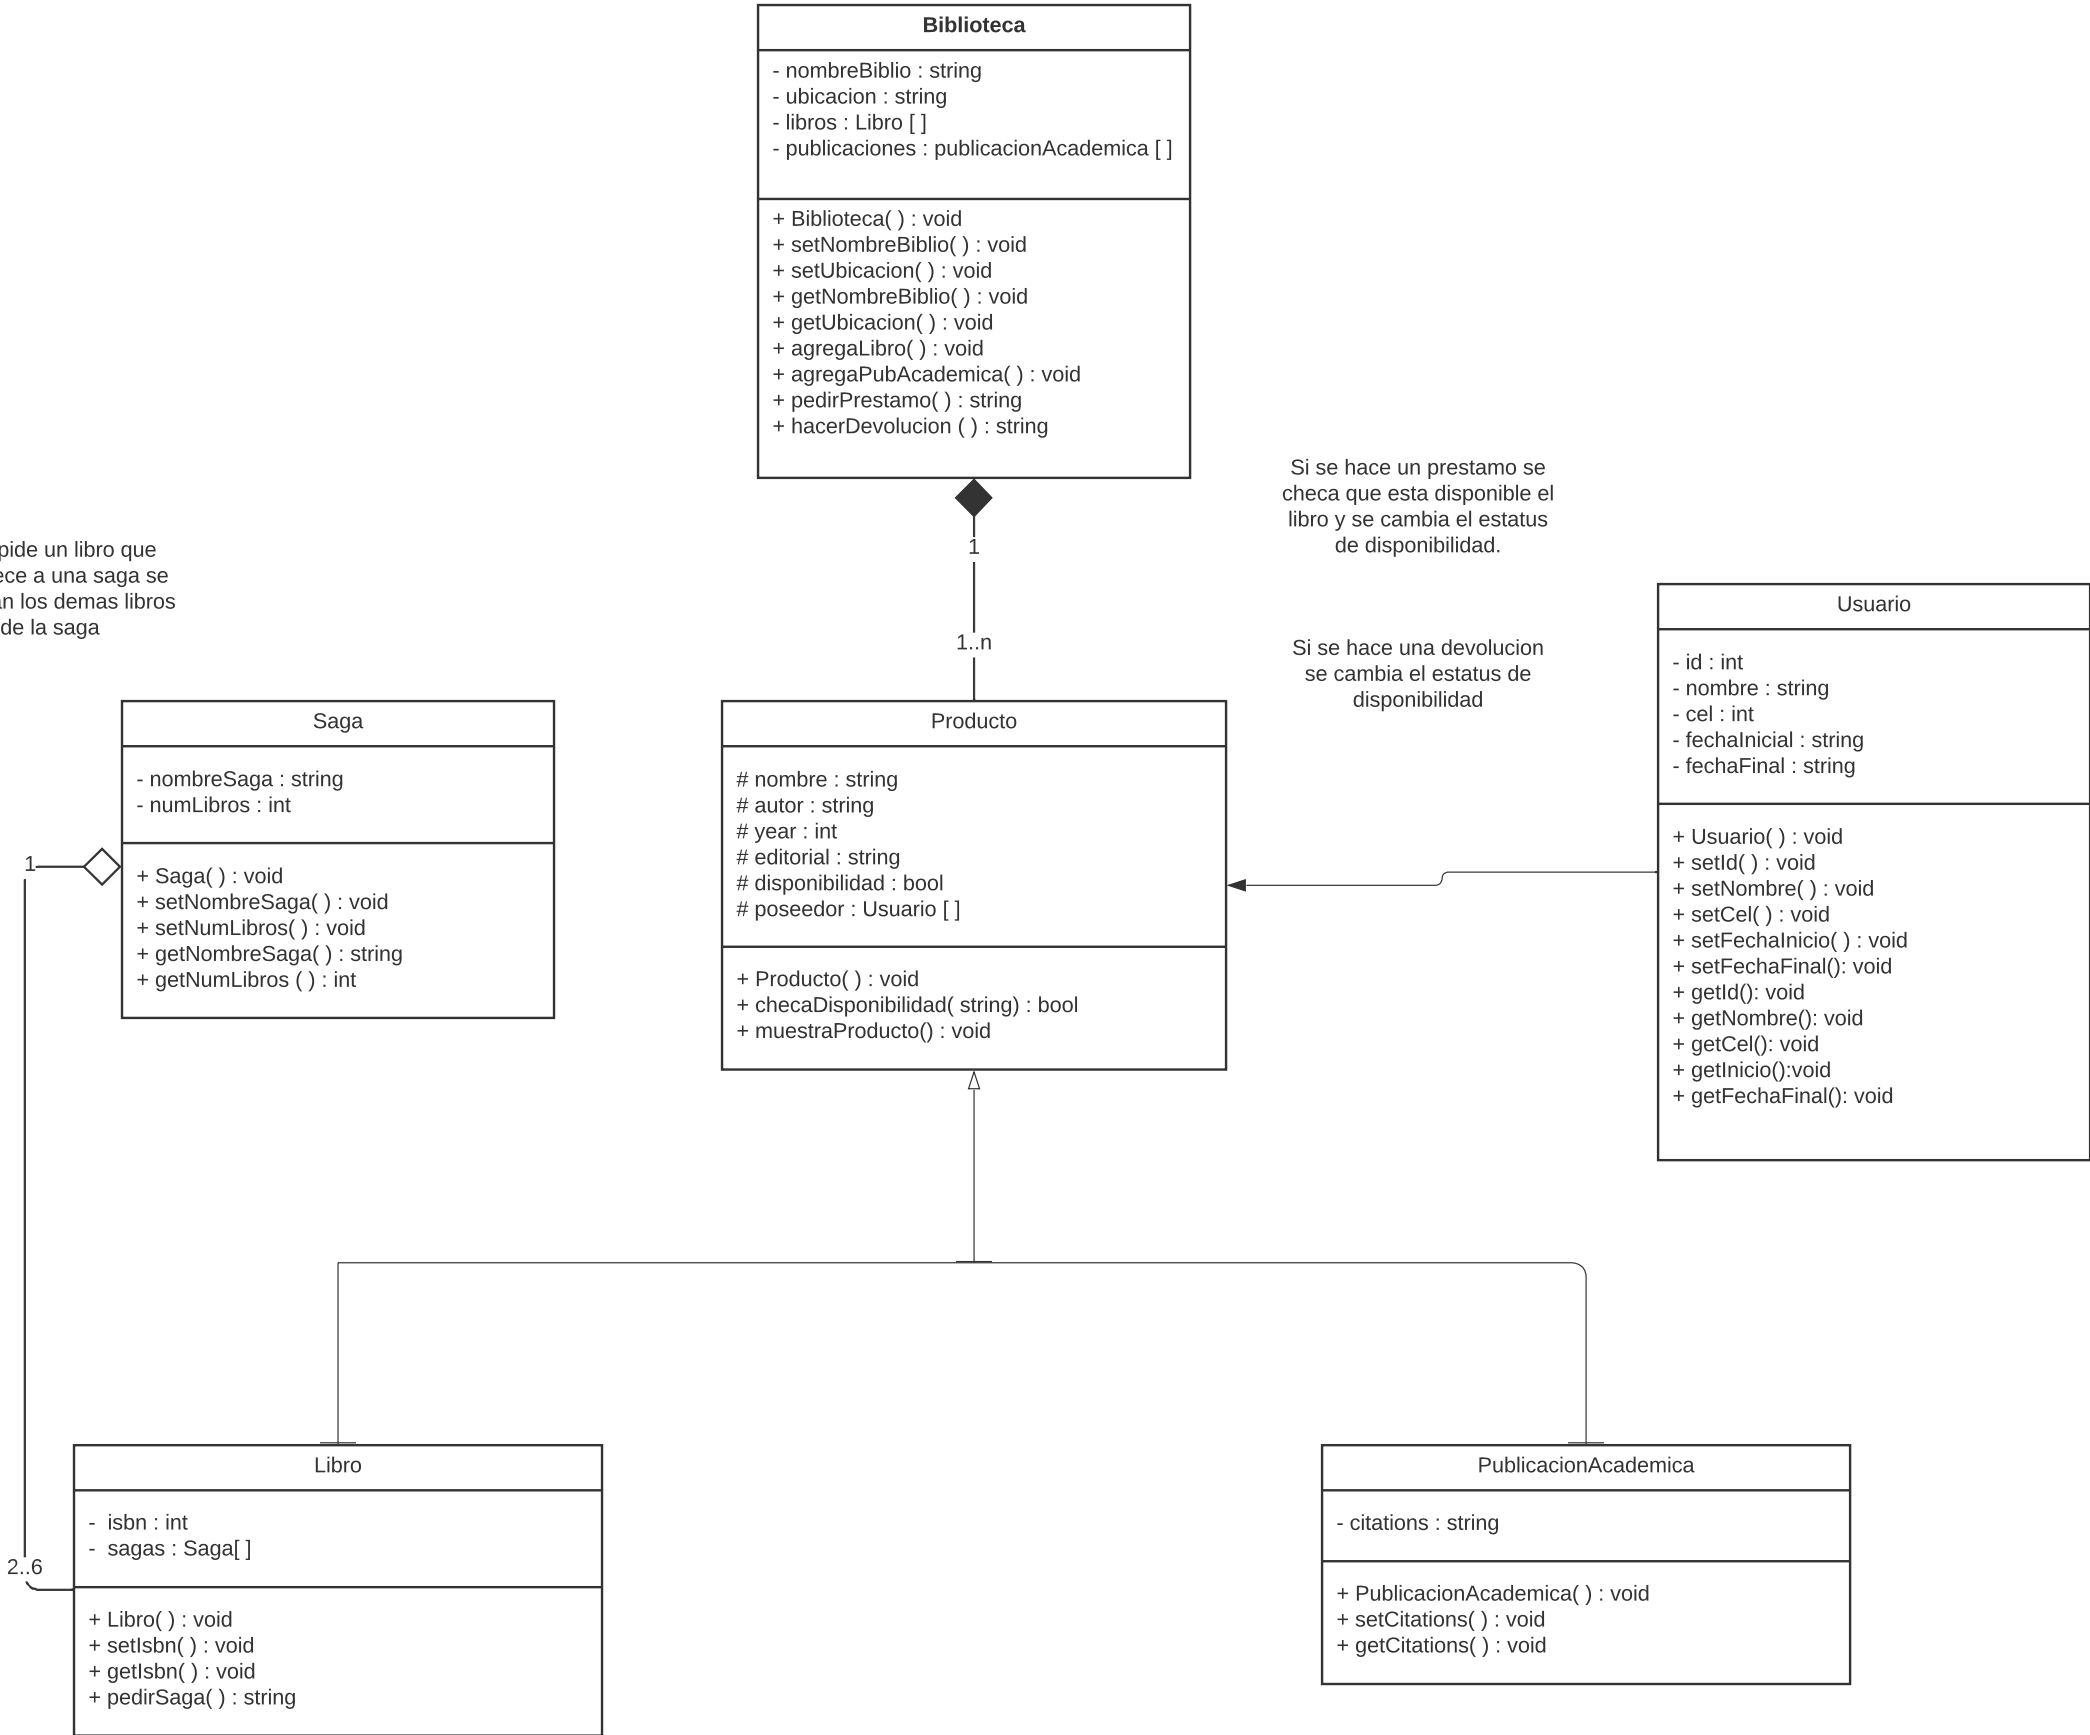 Biblioteca
- nombreBiblio : string
- ubicacion : string
- libros : Libro [ ]
- publicaciones : publicacionAcademica [ ]
+ Biblioteca( ) : void
+ setNombreBiblio( ) : void
+ setUbicacion( ) : void
+ getNombreBiblio( ) : void
+ getUbicacion( ) : void
+ agregaLibro( ) : void
+ agregaPubAcademica( ) : void
+ pedirPrestamo( ) : string
+ hacerDevolucion ( ) : string
1
1..n
Si se hace un prestamo se
checa que esta disponible el
libro y se cambia el estatus
de disponibilidad.
Si se hace una devolucion
se cambia el estatus de
disponibilidad
pide un libro que
a una saga se
los demas libros
de la saga
Saga
- nombreSaga : string
- numLibros : int
+ Saga( ) : void
+ setNombreSaga( ) : void
+ setNumLibros( ) : void
+ getNombreSaga( ) : string
+ getNumLibros ( ) : int
1
2..6
Producto
# nombre : string
# autor : string
# year : int
# editorial : string
# disponibilidad : bool
# poseedor : Usuario [ ]
+ Producto( ) : void
+ checaDisponibilidad( string) : bool
+ muestraProducto() : void
Usuario
- id : int
- nombre : string
- cel : int
- fechaInicial : string
- fechaFinal : string
+ Usuario( ) : void
+ setId( ) : void
+ setNombre( ) : void
+ setCel( ) : void
+ setFechaInicio( ) : void
+ setFechaFinal(): void
+ getId(): void
+ getNombre(): void
+ getCel(): void
+ getInicio():void
+ getFechaFinal(): void
Libro
- isbn : int
- sagas : Saga[ ]
+ Libro( ) : void
+ setIsbn( ) : void
+ getIsbn( ) : void
+ pedirSaga( ) : string
PublicacionAcademica
- citations : string
+ PublicacionAcademica( ) : void
+ setCitations( ) : void
+ getCitations( ) : void